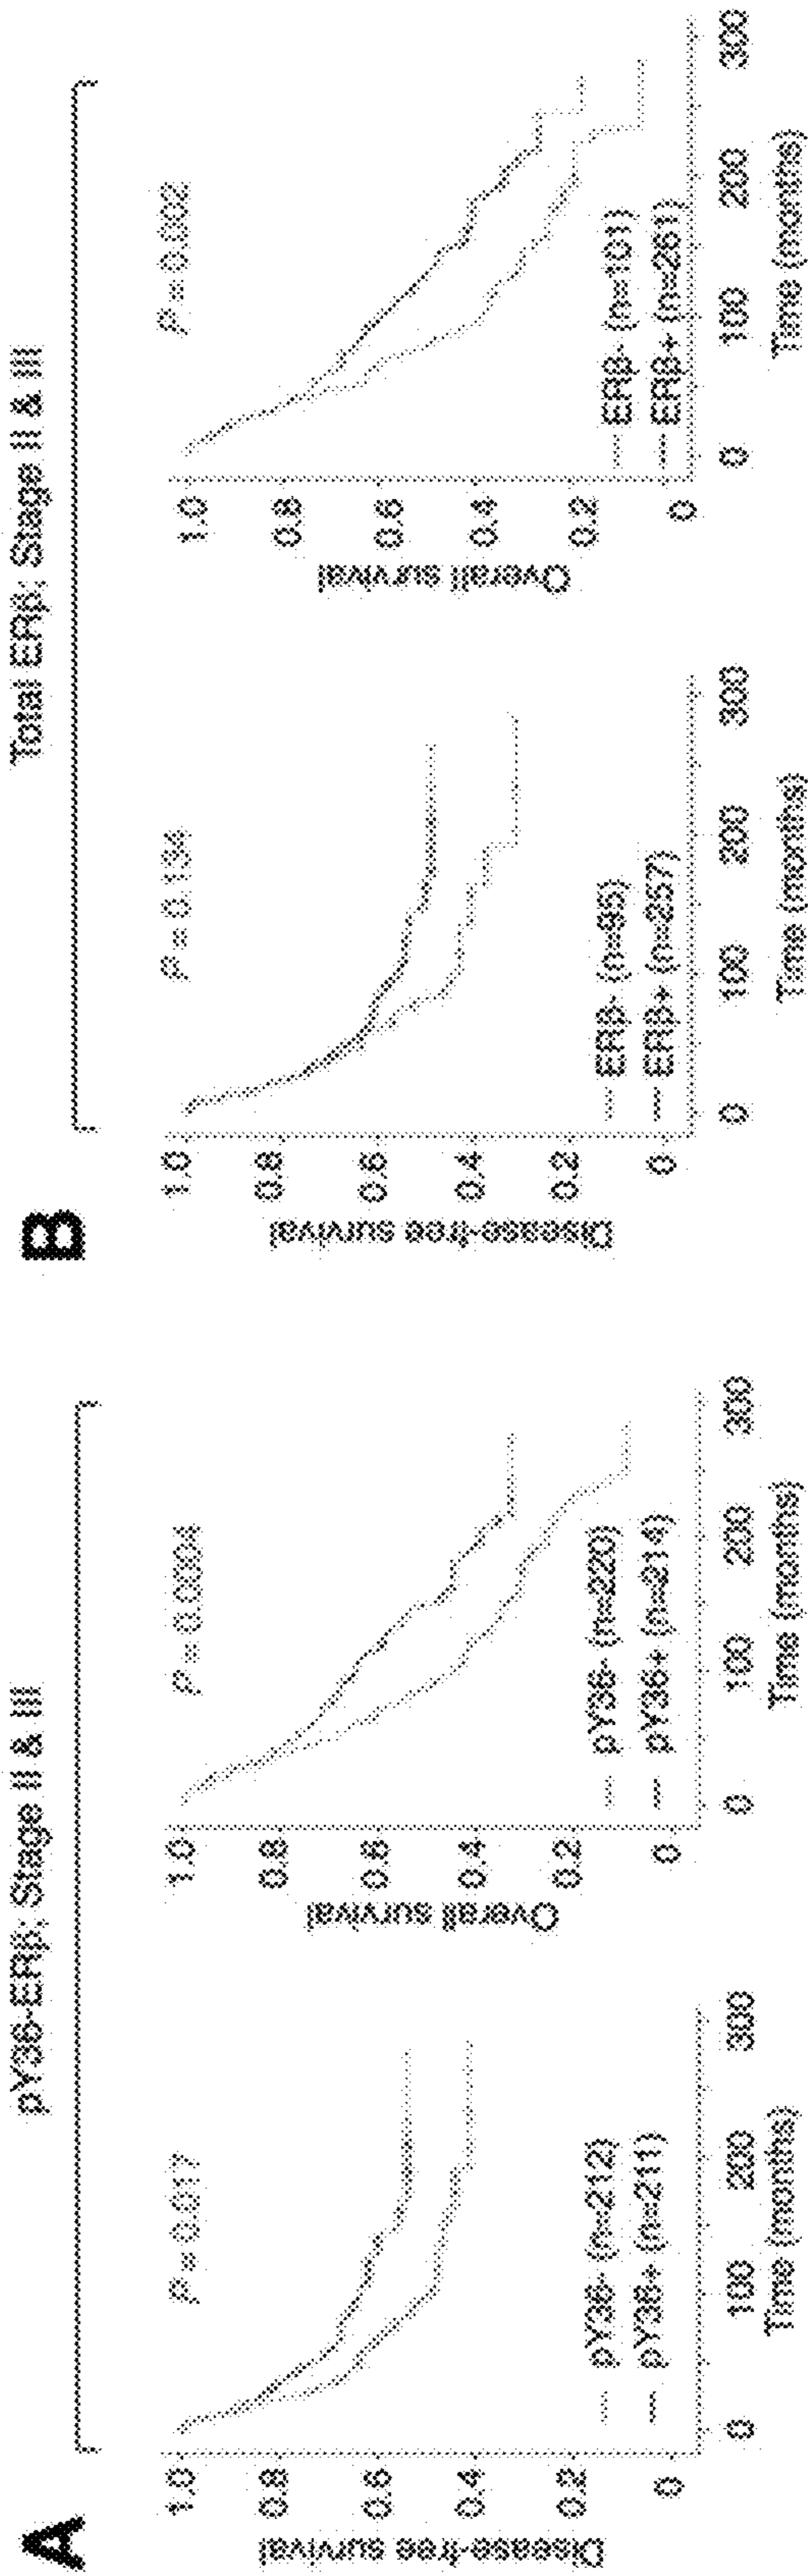 A
pY36-ERβ: Stage II & III
P = 0.017
Disease-free survival
1.0
0.8
0.6
0.4
0.2
0
pY36- (n=212)
pY36+ (n=211)
0 100 200 300
Time (months)
P = 0.0004
Overall survival
1.0
0.8
0.6
0.4
0.2
0
pY36- (n=220)
pY36+ (n=214)
0 100 200 300
Time (months)
B
Total ERβ: Stage II & III
P = 0.134
Disease-free survival
1.0
0.8
0.6
0.4
0.2
0
ERβ- (n=95)
ERβ+ (n=257)
0 100 200 300
Time (months)
P = 0.002
Overall survival
1.0
0.8
0.6
0.4
0.2
0
ERβ- (n=101)
ERβ+ (n=261)
0 100 200 300
Time (months)